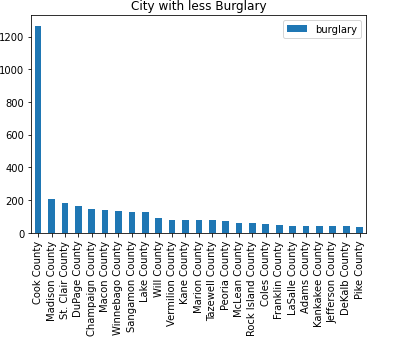 City with less Burglary
burglary
1200
1000
800
600
400
200
0
Cook County
Madison County
St. Clair County
DuPage County
Champaign County
Macon County
Winnebago County
Sangamon County
Lake County
Will County
Vermilion County
Kane County
Marion County
Tazewell County
Peoria County
McLean County
Rock Island County
Coles County
Franklin County
LaSalle County
Adams County
Kankakee County
Jefferson County
DeKalb County
Pike County